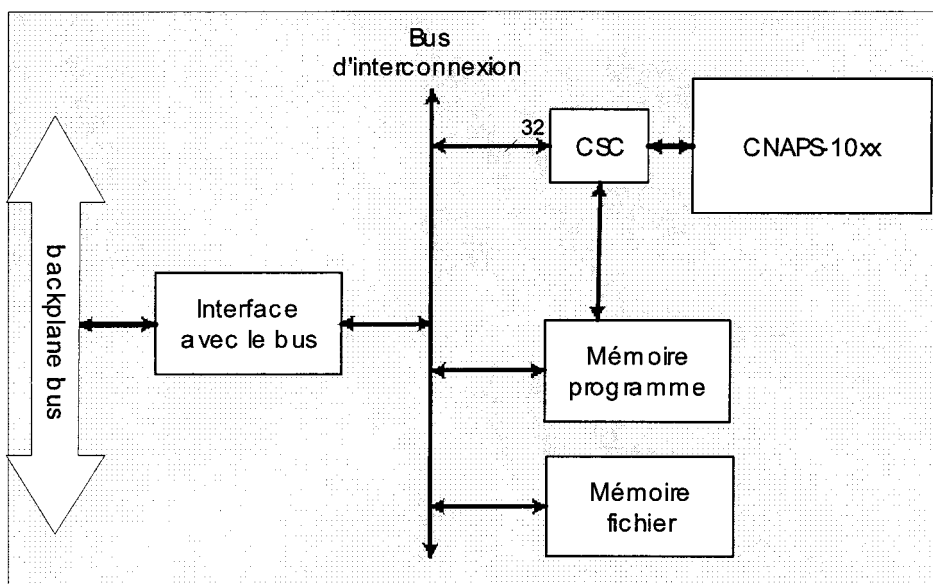 Bus
d'interconnexion
32
CSC
CNAPS-10xx
backplane bus
Interface
avec le bus
Mémoire
programme
Mémoire
fichier